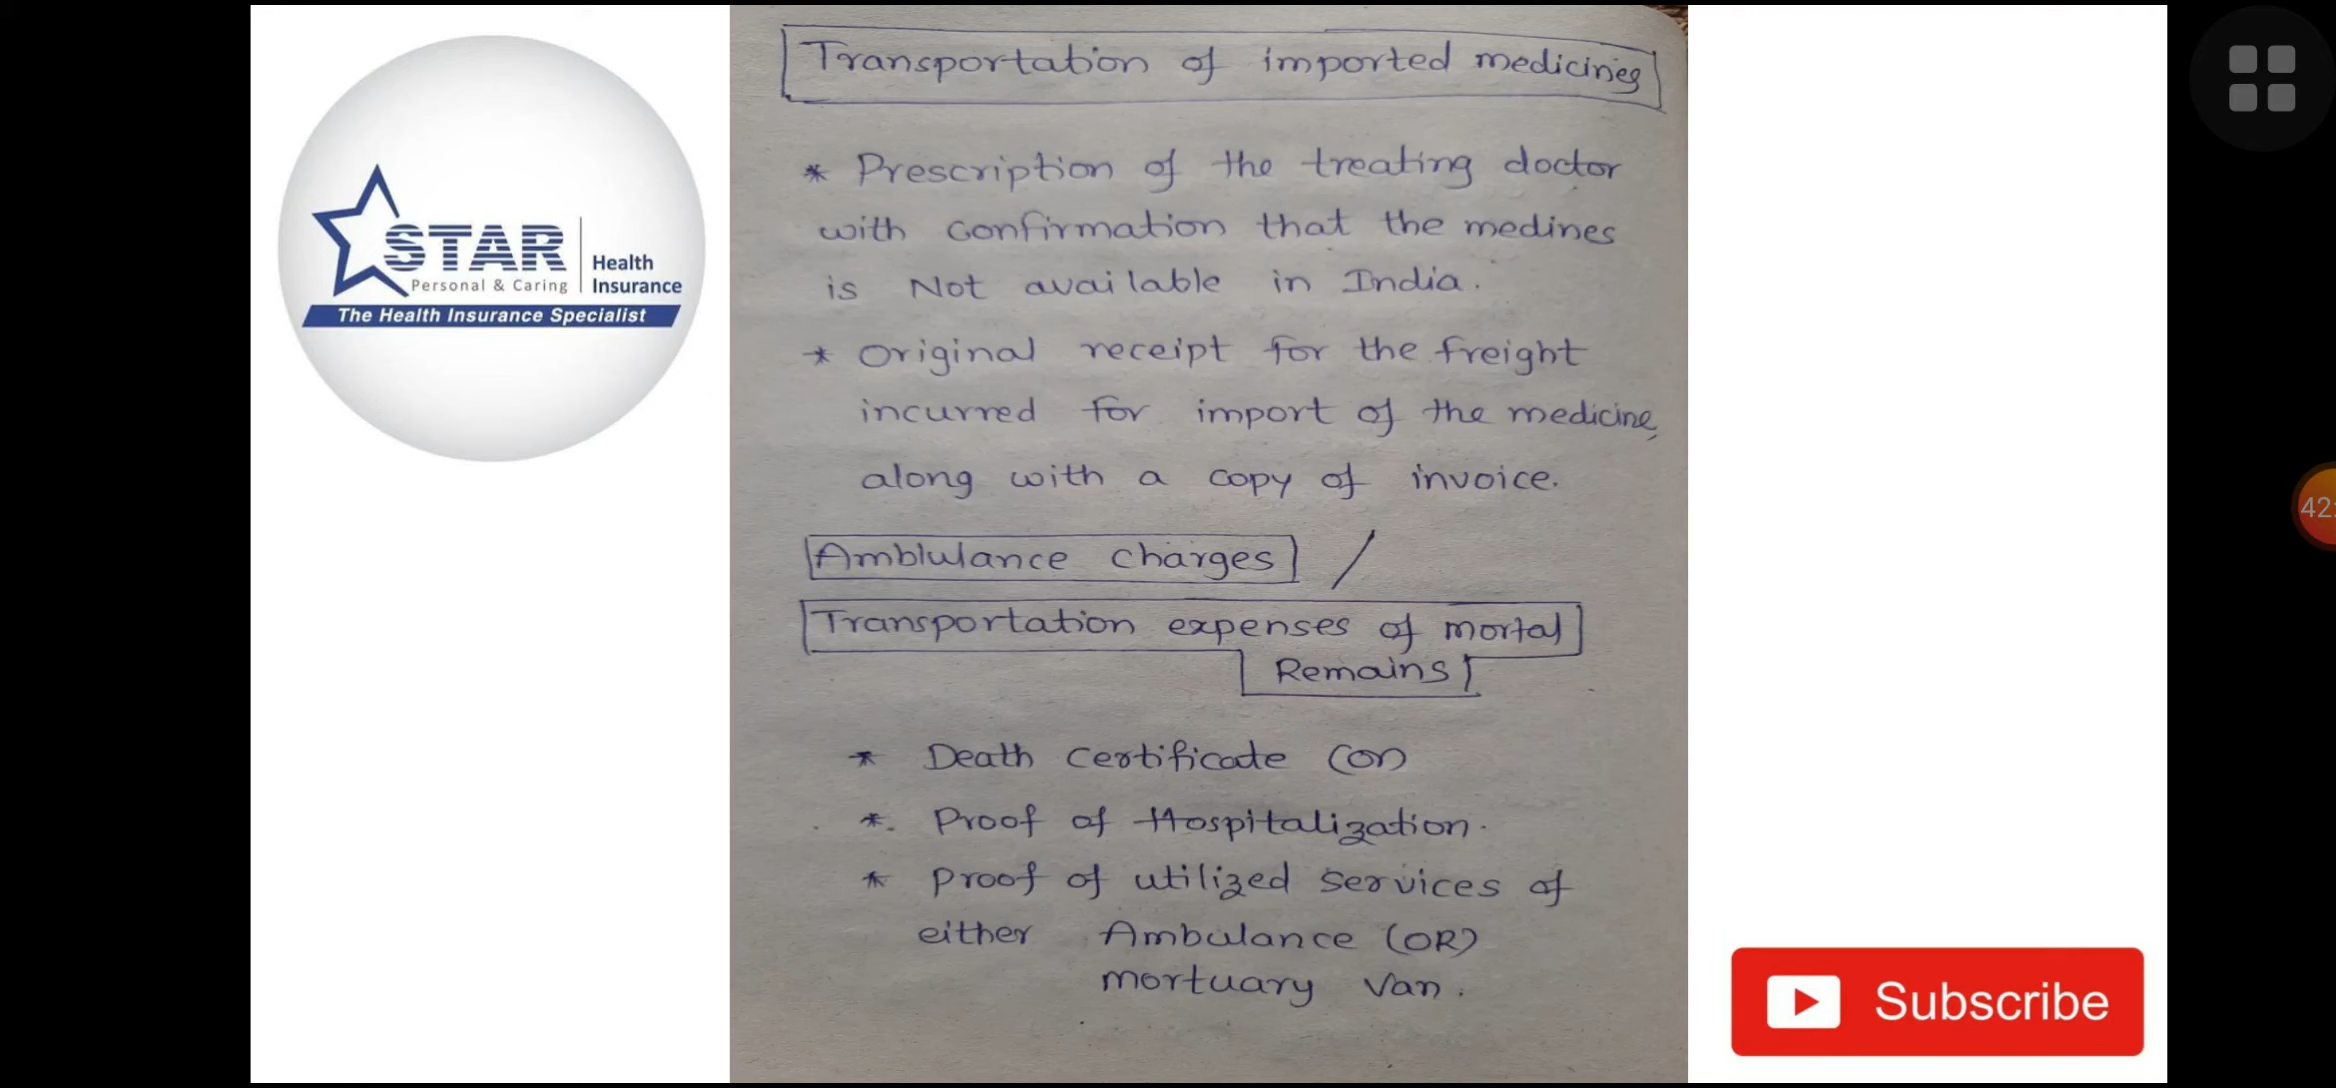 STAR
Health
Insurance
Personal & Caring
The Health Insurance Specialist
Transportation of imported medicines
* Prescription of the treating doctor
with confirmation that the medines
is Not available in India.
* Original receipt for the freight
incurred for import of the medicine,
along with a copy of invoice.
Amblulance charges /
Transportation expenses of mortal
Remains
* Death certificate (or)
*. Proof of Hospitalization.
* Proof of utilized services of
either Ambulance (OR)
mortuary van.
Subscribe
42